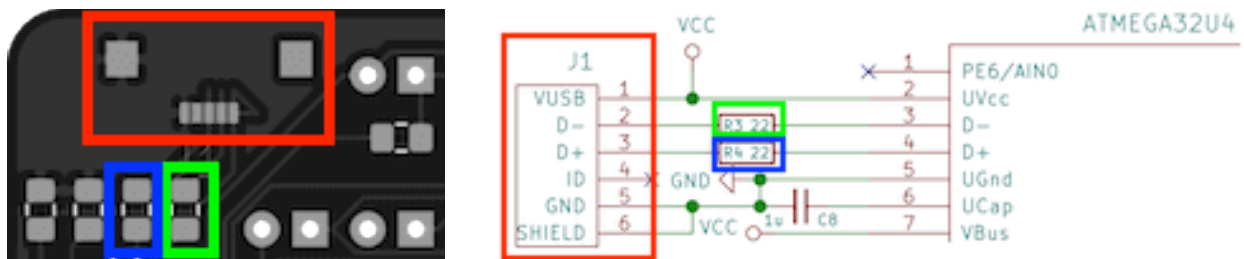 VCC
ATMEGA32U4
J1
1
PE6/AIN0
VUSB
1
2
UVcc
D-
2
R3 22
3
D-
D+
3
R4 22
4
D+
ID
4
GND
5
UGnd
GND
5
1u
C8
6
UCap
SHIELD
6
VCC
7
VBus